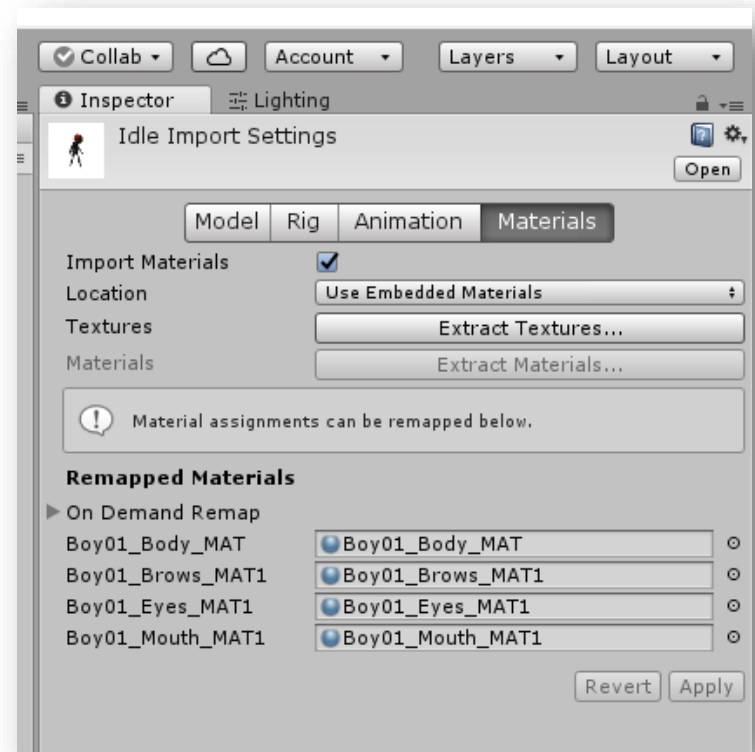 Collab Account Layers Layout
Inspector Lighting
Idle Import Settings
Open
Model Rig Animation Materials
Import Materials
Location Use Embedded Materials
Textures Extract Textures...
Materials Extract Materials...
Material assignments can be remapped below.
Remapped Materials
On Demand Remap
Boy01_Body_MAT Boy01_Body_MAT
Boy01_Brows_MAT1 Boy01_Brows_MAT1
Boy01_Eyes_MAT1 Boy01_Eyes_MAT1
Boy01_Mouth_MAT1 Boy01_Mouth_MAT1
Revert Apply